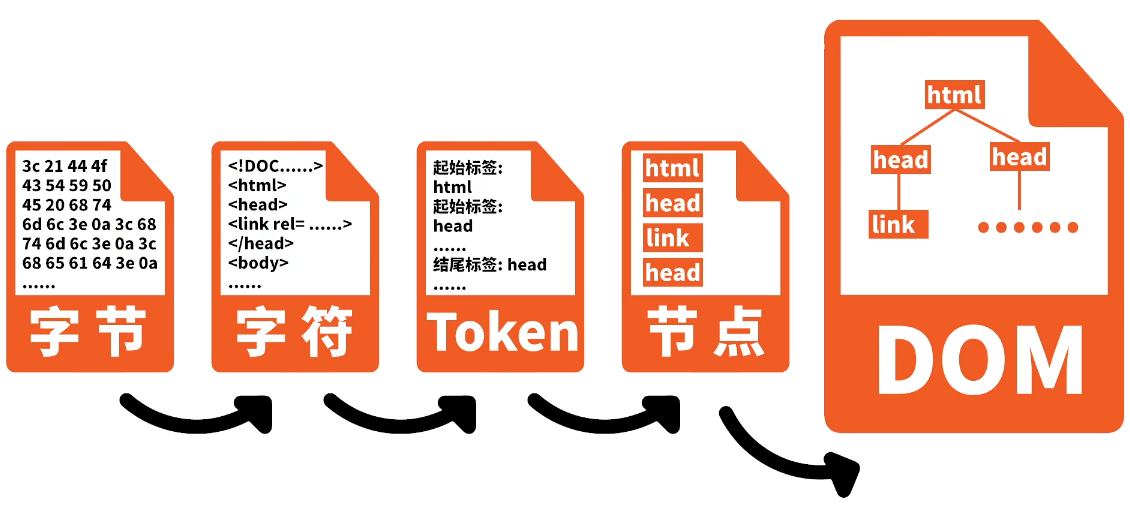 3c 21 44 4f
43 54 59 50
45 20 68 74
6d 6c 3e 0a 3c 68
74 6d 6c 3e 0a 3c
68 65 61 64 3e 0a
......
字节
<!DOC......>
<html>
<head>
<link rel= ......>
</head>
<body>
......
字符
起始标签:
html
起始标签:
head
......
结尾标签: head
......
Token
html
head
link
head
节点
html
head head
link ••••••
DOM